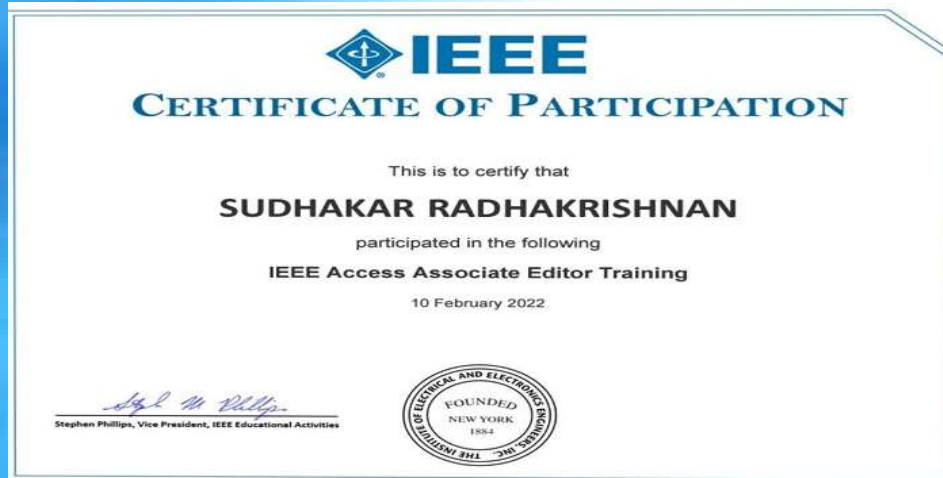 IEEE
CERTIFICATE OF PARTICIPATION
This is to certify that
SUDHAKAR RADHAKRISHNAN
participated in the following
IEEE Access Associate Editor Training
10 February 2022
Stephen Phillips, Vice President, IEEE Educational Activities
THE INSTITUTE OF ELECTRICAL AND ELECTRONICS ENGINEERS, INC.
FOUNDED
NEW YORK
1884